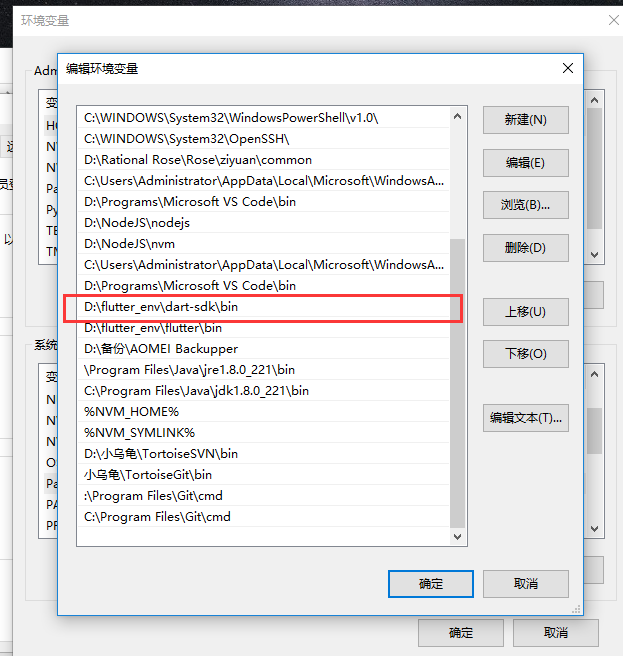 环境变量
编辑环境变量
C:\WINDOWS\System32\WindowsPowerShell\v1.0\
C:\WINDOWS\System32\OpenSSH\
D:\Rational Rose\Rose\ziyuan\common
C:\Users\Administrator\AppData\Local\Microsoft\WindowsA...
D:\Programs\Microsoft VS Code\bin
D:\NodeJS\nodejs
D:\NodeJS\nvm
C:\Users\Administrator\AppData\Local\Microsoft\WindowsA...
D:\Programs\Microsoft VS Code\bin
D:\flutter_env\dart-sdk\bin
D:\flutter_env\flutter\bin
D:\备份\AOMEI Backupper
\Program Files\Java\jre1.8.0_221\bin
C:\Program Files\Java\jdk1.8.0_221\bin
%NVM_HOME%
%NVM_SYMLINK%
D:\小乌龟\TortoiseSVN\bin
小乌龟\TortoiseGit\bin
:\Program Files\Git\cmd
C:\Program Files\Git\cmd
新建(N)
编辑(E)
浏览(B)...
删除(D)
上移(U)
下移(O)
编辑文本(T)...
确定
取消
Adm
变
Pa
Py
TE
TM
以
系统
变
Pa
PA
确定
取消